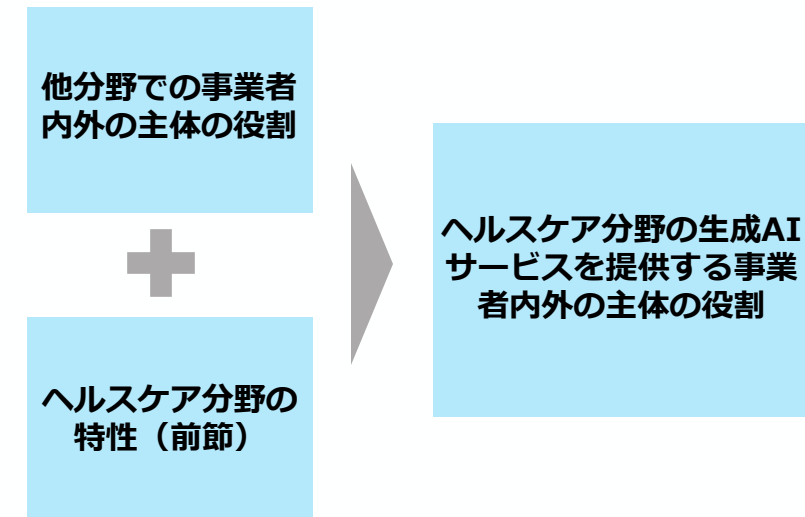 他分野での事業者
内外の主体の役割
ヘルスケア分野の
特性（前節）
ヘルスケア分野の生成AI
サービスを提供する事業
者内外の主体の役割